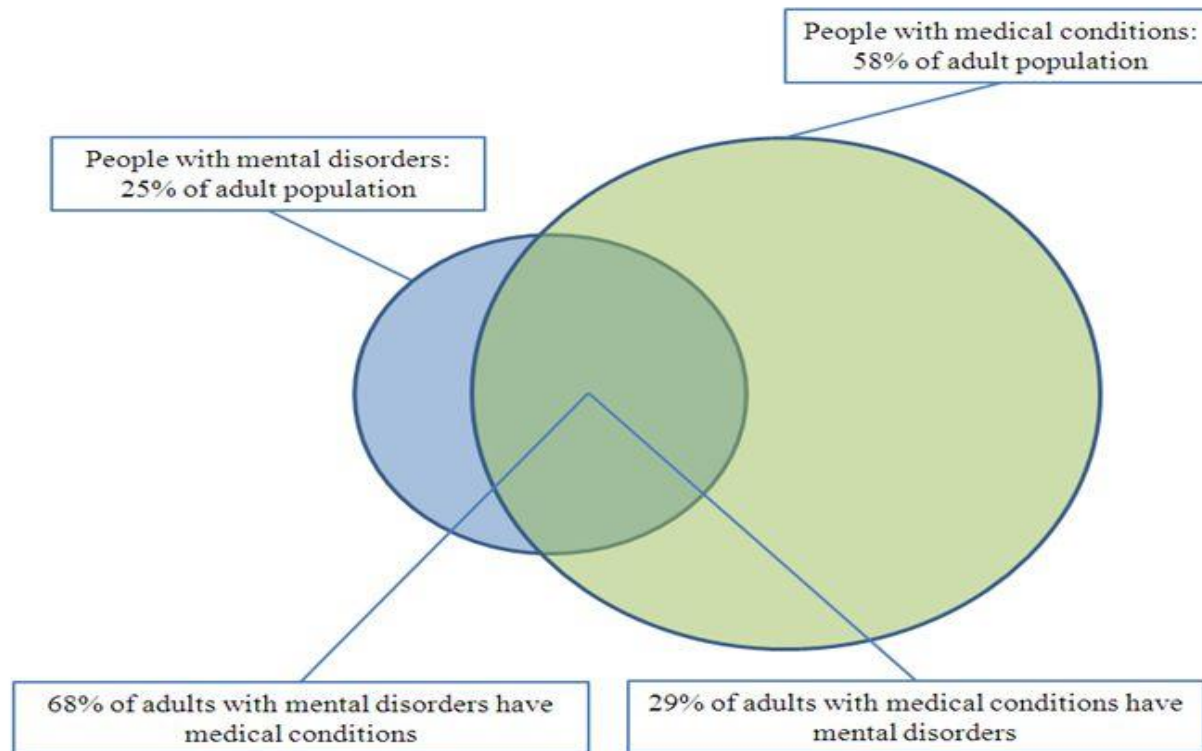 People with medical conditions:
58% of adult population
People with mental disorders:
25% of adult population
68% of adults with mental disorders have
medical conditions
29% of adults with medical conditions have
mental disorders